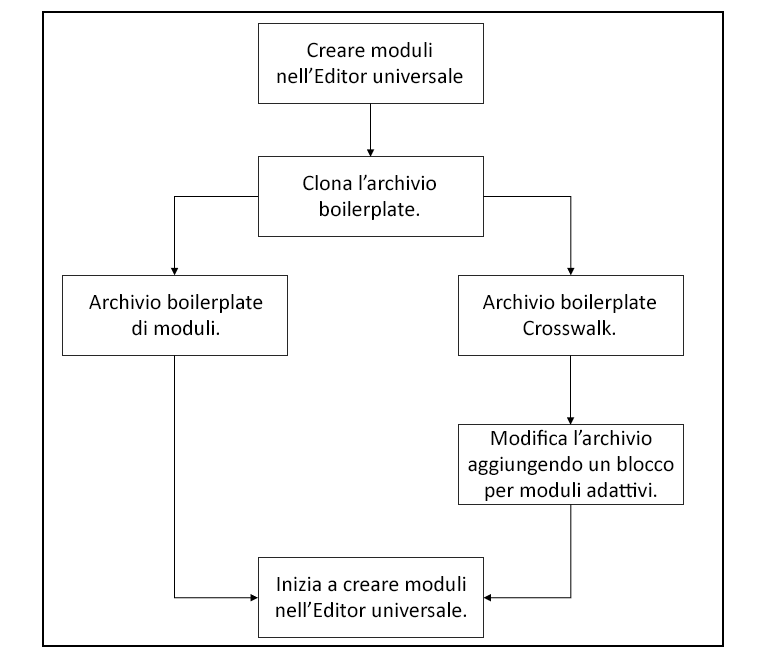 Creare moduli
nell’Editor universale
Clona l’archivio
boilerplate.
Archivio boilerplate
di moduli.
Archivio boilerplate
Crosswalk.
Modifica l’archivio
aggiungendo un blocco
per moduli adattivi.
Inizia a creare moduli
nell’Editor universale.